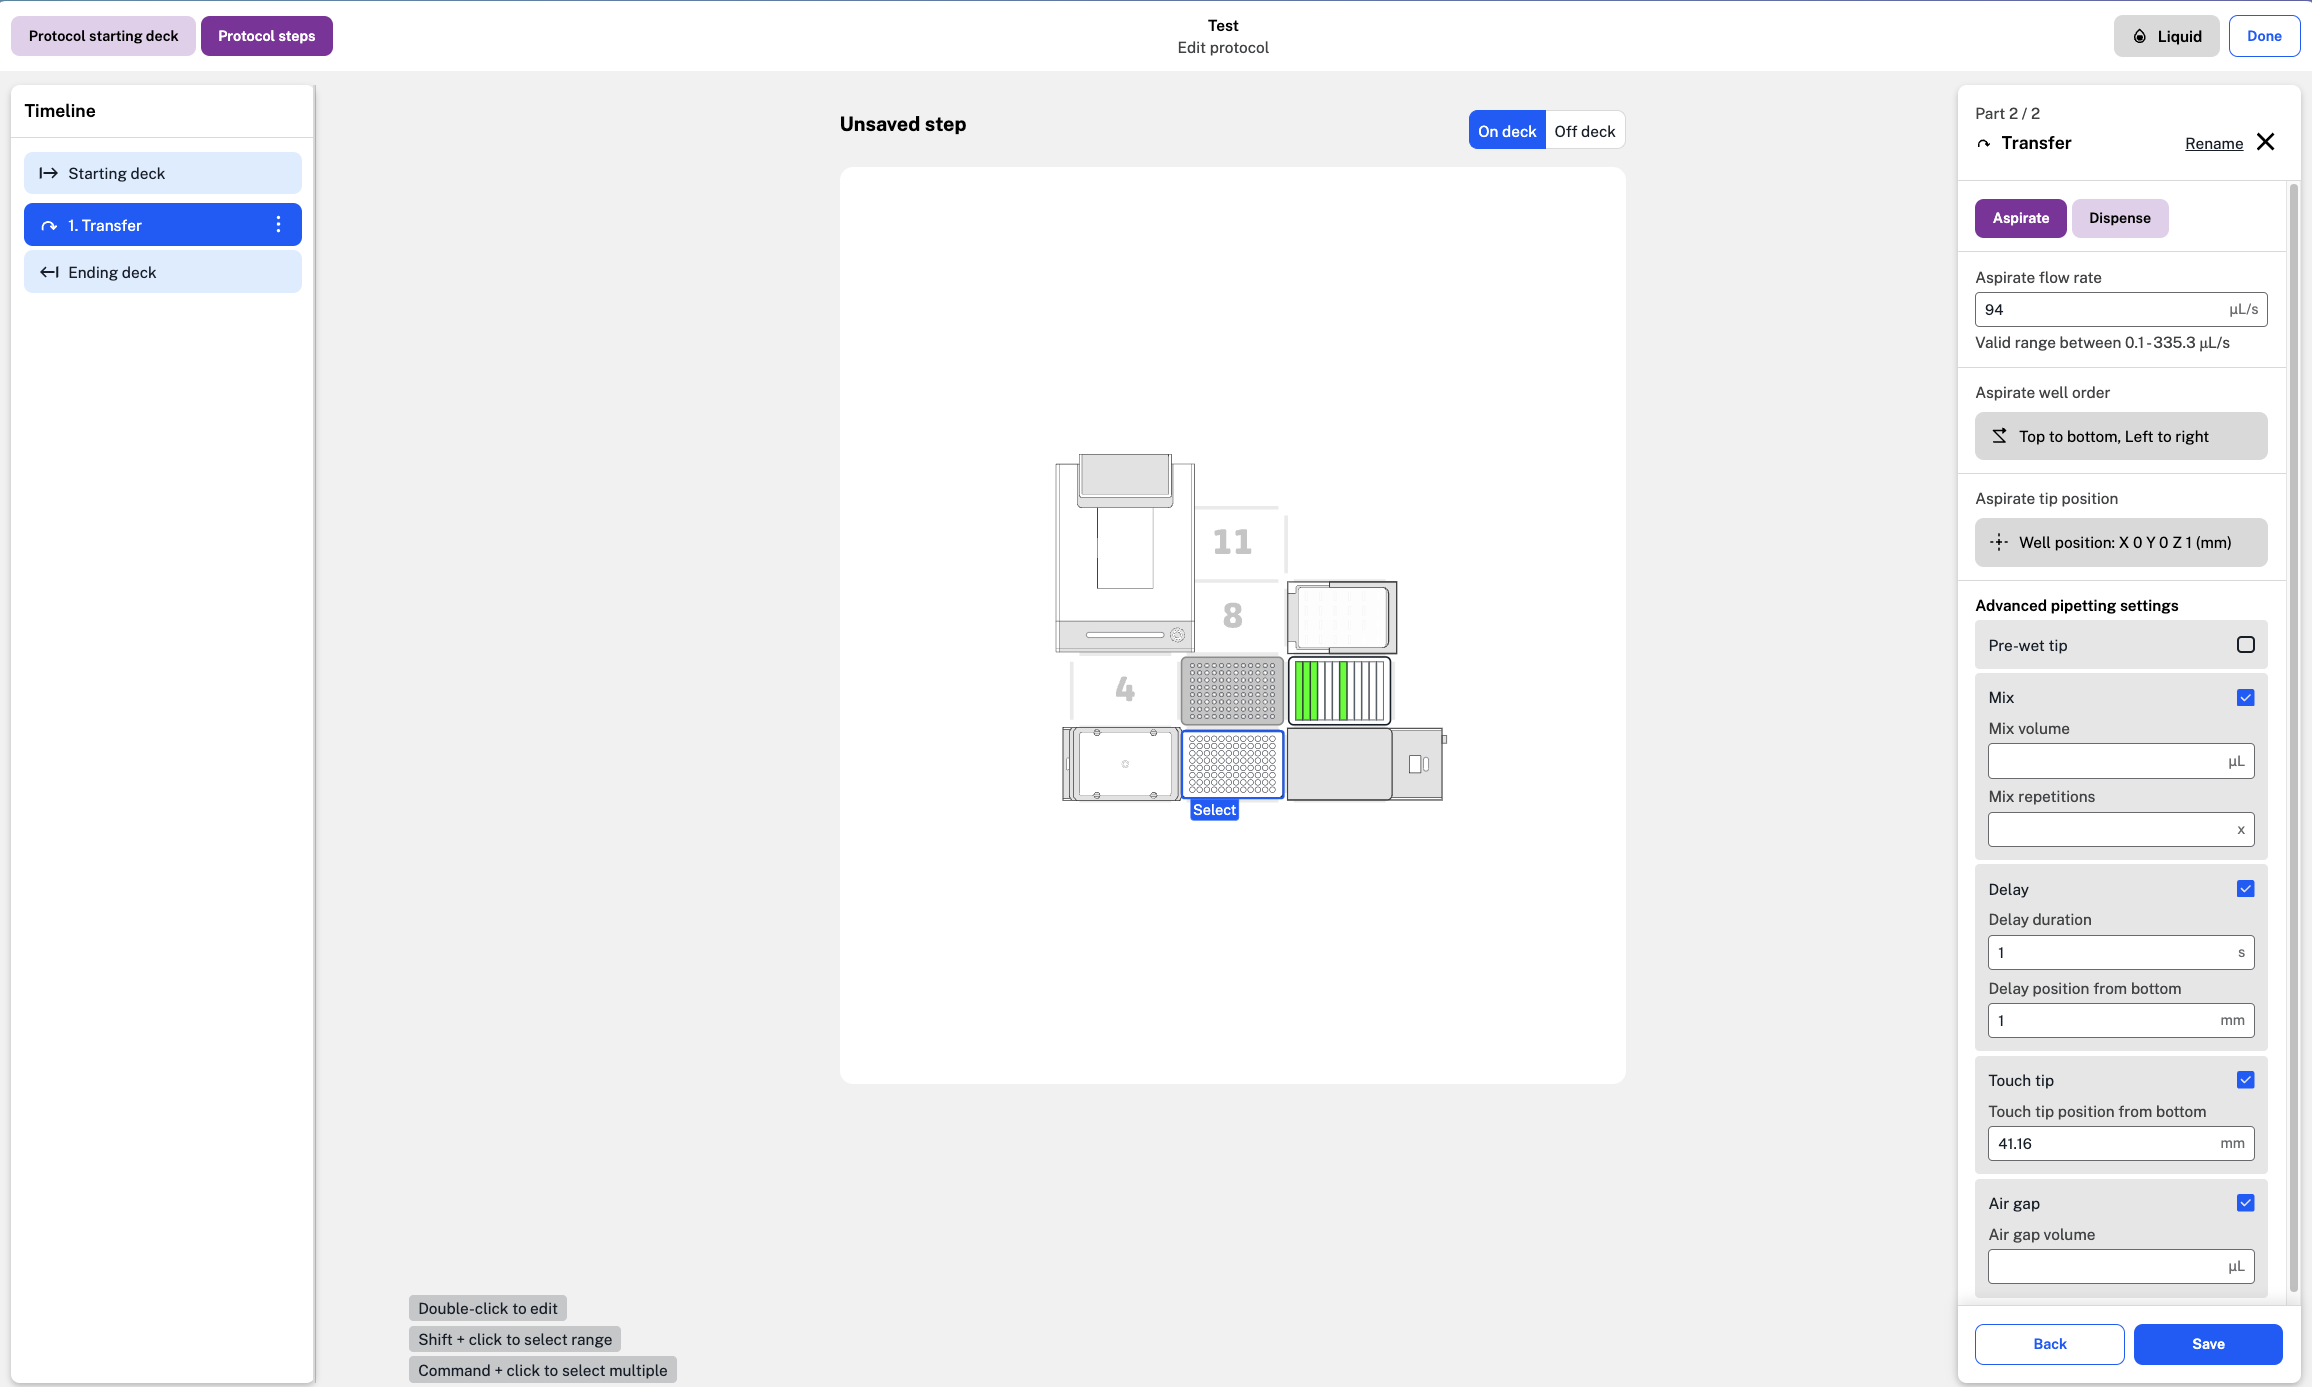 Protocol starting deck
Protocol steps
Test
Edit protocol
Liquid
Done
Timeline
Starting deck
1. Transfer
Ending deck
Unsaved step
On deck
Off deck
11
8
4
Select
Double-click to edit
Shift + click to select range
Command + click to select multiple
Part 2 / 2
Transfer
Rename
Aspirate
Dispense
Aspirate flow rate
94 µL/s
Valid range between 0.1-335.3 µL/s
Aspirate well order
Top to bottom, Left to right
Aspirate tip position
Well position: X 0 Y 0 Z 1 (mm)
Advanced pipetting settings
Pre-wet tip
Mix
Mix volume
µL
Mix repetitions
x
Delay
Delay duration
1 s
Delay position from bottom
1 mm
Touch tip
Touch tip position from bottom
41.16 mm
Air gap
Air gap volume
µL
Back
Save